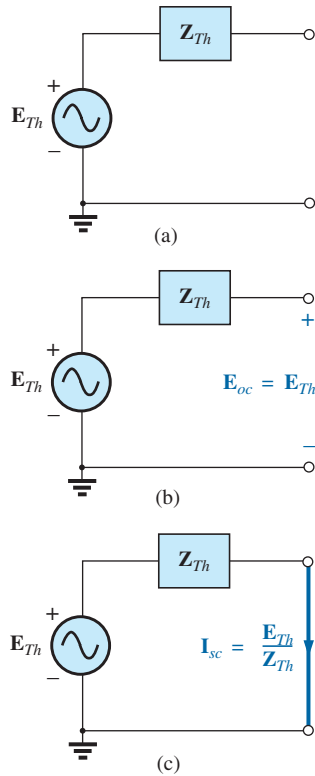 Z_Th
+
E_Th
−
(a)
Z_Th
+
+
E_Th
E_oc = E_Th
−
−
(b)
Z_Th
+
E_Th
I_sc = E_Th / Z_Th
−
(c)